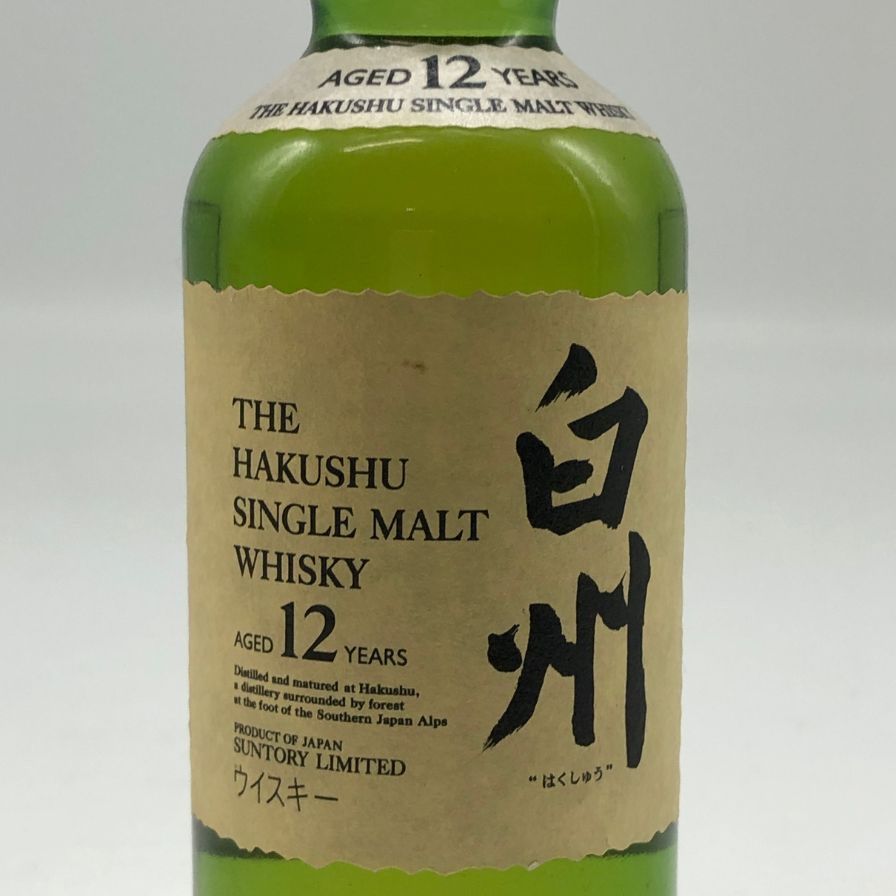 AGED 12 YEARS
THE HAKUSHU SINGLE MALT WHISKY
THE
HAKUSHU
SINGLE MALT
WHISKY
AGED 12 YEARS
Distilled and matured at Hakushu,
a distillery surrounded by forest
at the foot of the Southern Japan Alps
PRODUCT OF JAPAN
SUNTORY LIMITED
ウイスキー
白州
“はくしゅう”